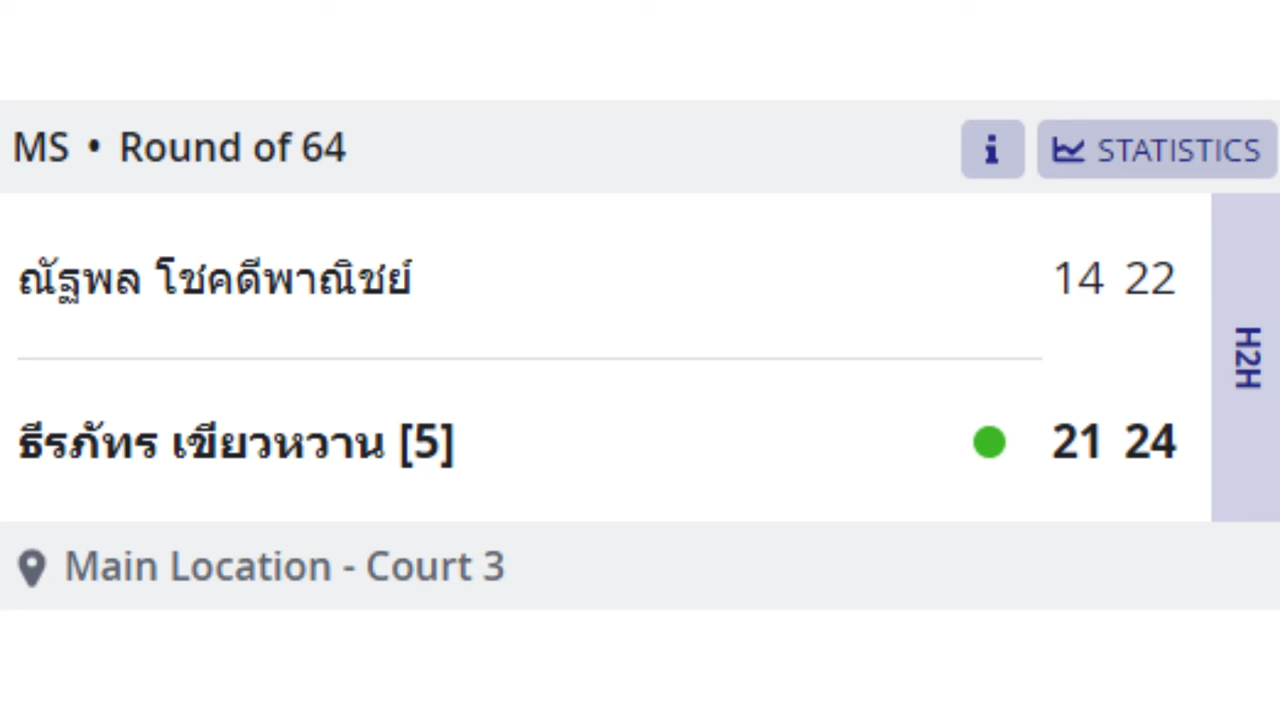 MS • Round of 64
i STATISTICS
ณัฐพล โชคดีพาณิชย์ 14 22
ธีรภัทร เขียวหวาน [5] 21 24
H2H
Main Location - Court 3